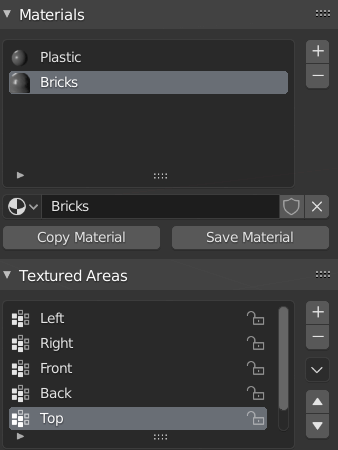 Materials
Plastic
Bricks
Bricks
Copy Material
Save Material
Textured Areas
Left
Right
Front
Back
Top